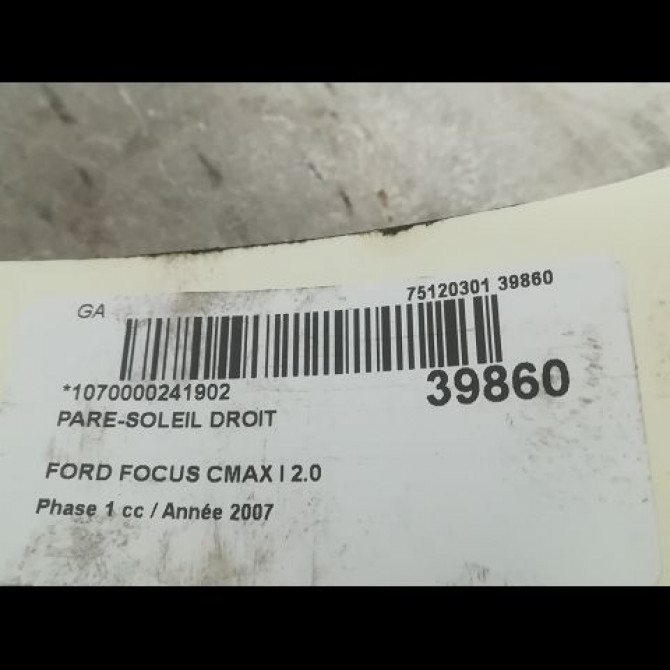 GA
75120301 39860
*1070000241902
39860
PARE-SOLEIL DROIT
FORD FOCUS CMAX I 2.0
Phase 1 cc / Année 2007